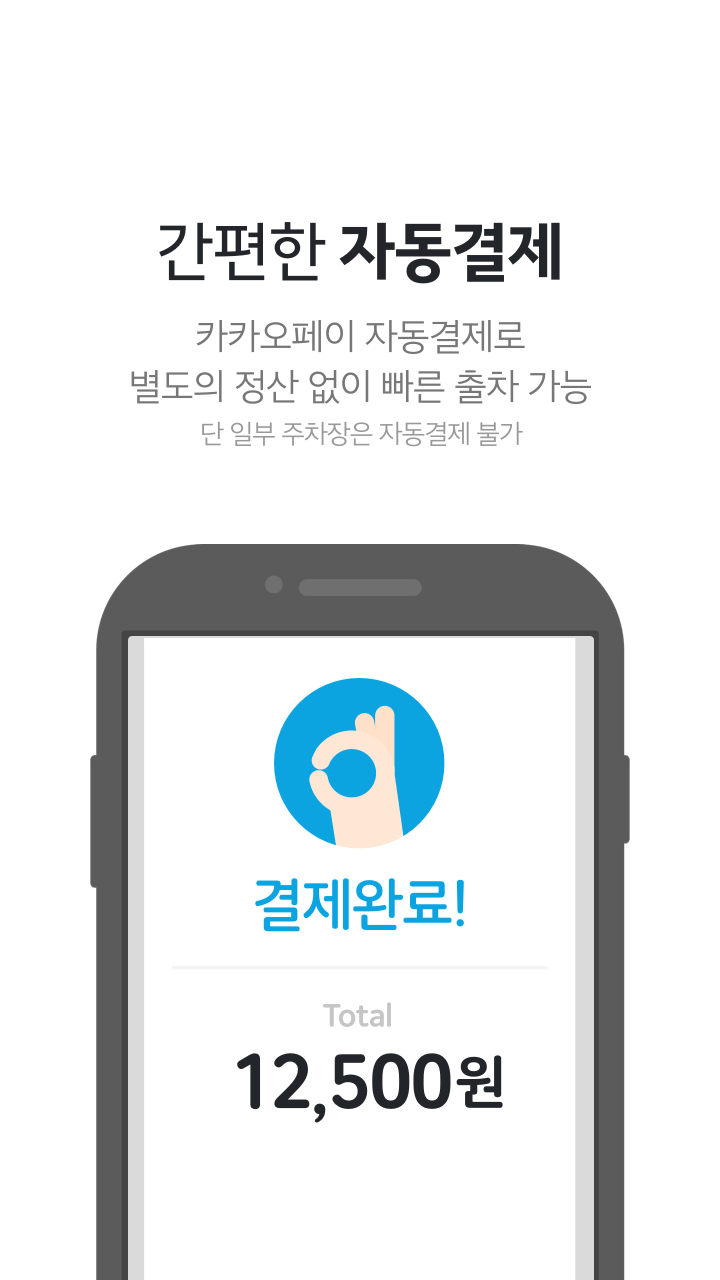 간편한 자동결제
카카오페이 자동결제로
별도의 정산 없이 빠른 출차 가능
단 일부 주차장은 자동결제 불가
결제완료!
Total
12,500원